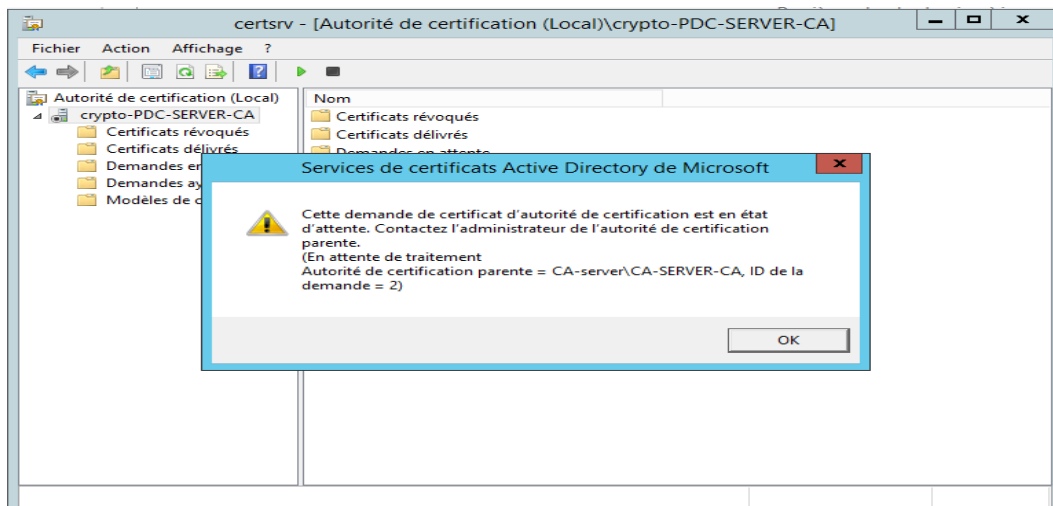 certsrv - [Autorité de certification (Local)\crypto-PDC-SERVER-CA]
Fichier Action Affichage ?
Autorité de certification (Local)
crypto-PDC-SERVER-CA
Certificats révoqués
Certificats délivrés
Demandes en
Demandes ay
Modèles de c
Nom
Certificats révoqués
Certificats délivrés
Demandes en attente
Services de certificats Active Directory de Microsoft
Cette demande de certificat d'autorité de certification est en état
d'attente. Contactez l'administrateur de l'autorité de certification
parente.
(En attente de traitement
Autorité de certification parente = CA-server\CA-SERVER-CA, ID de la
demande = 2)
OK